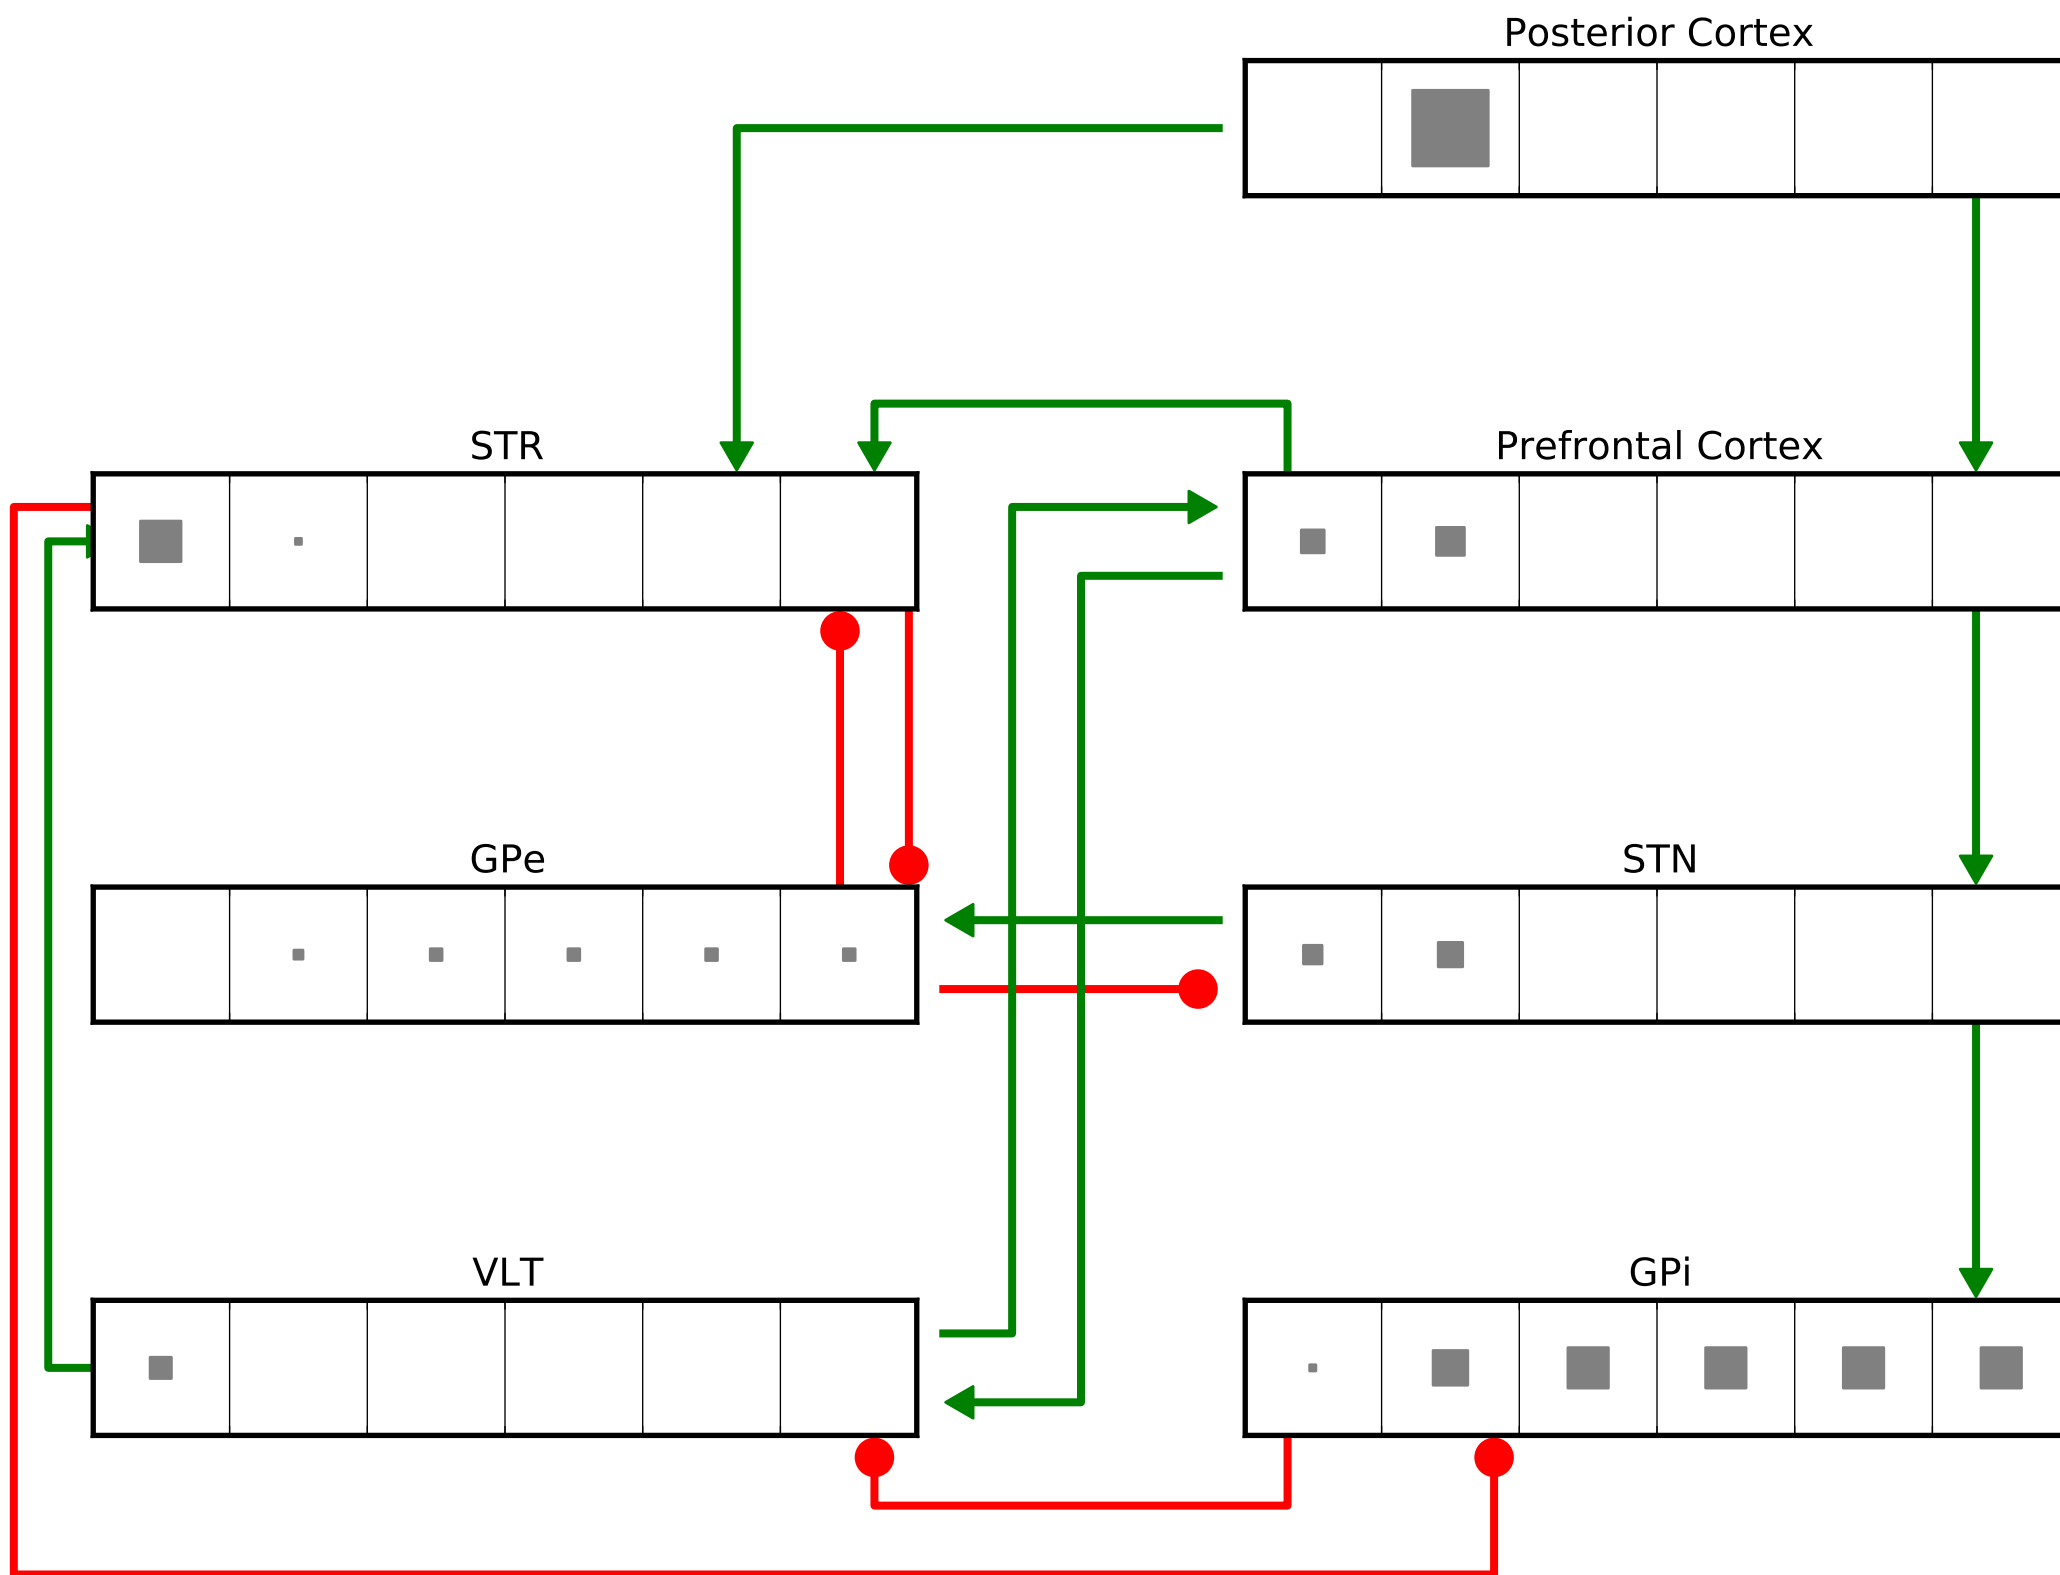 Posterior Cortex
STR
Prefrontal Cortex
GPe
STN
VLT
GPi